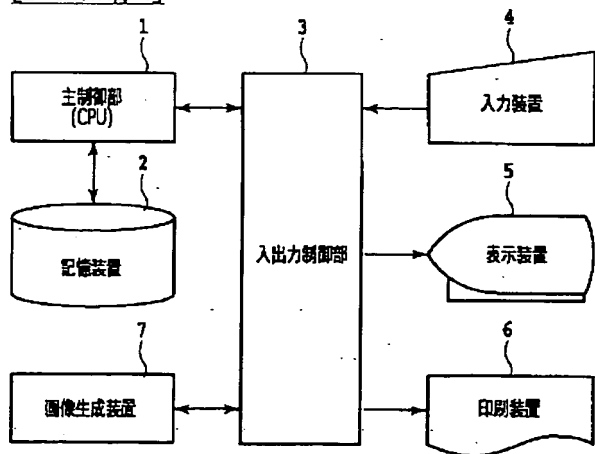 1
主制御部
(CPU)
2
記憶装置
7
画像生成装置
3
入出力制御部
4
入力装置
5
表示装置
6
印刷装置